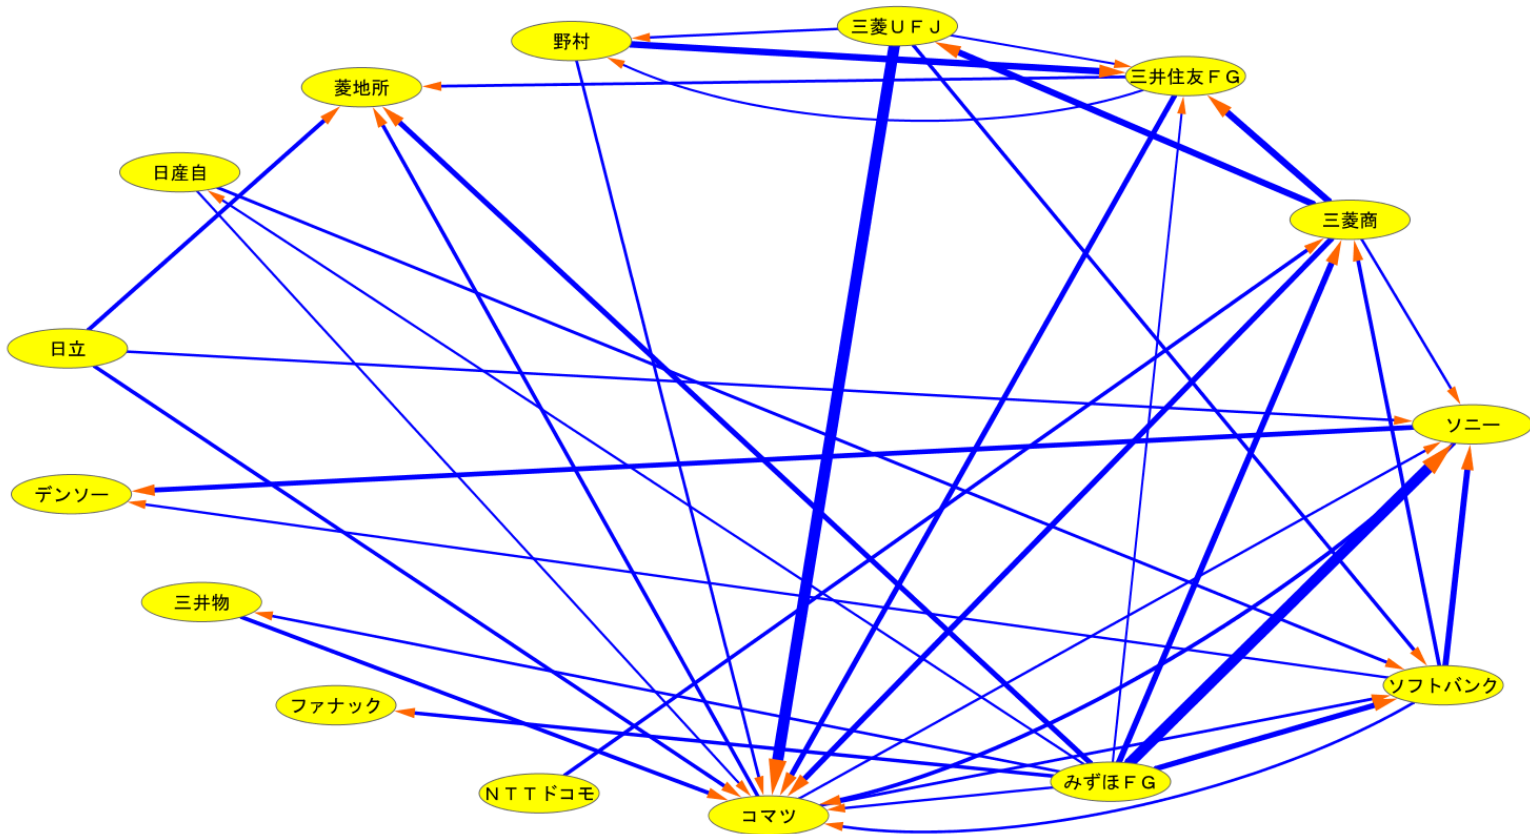 三菱ＵＦＪ
野村
三井住友ＦＧ
菱地所
日産自
三菱商
日立
ソニー
デンソー
三井物
ソフトバンク
ファナック
みずほＦＧ
ＮＴＴドコモ
コマツ